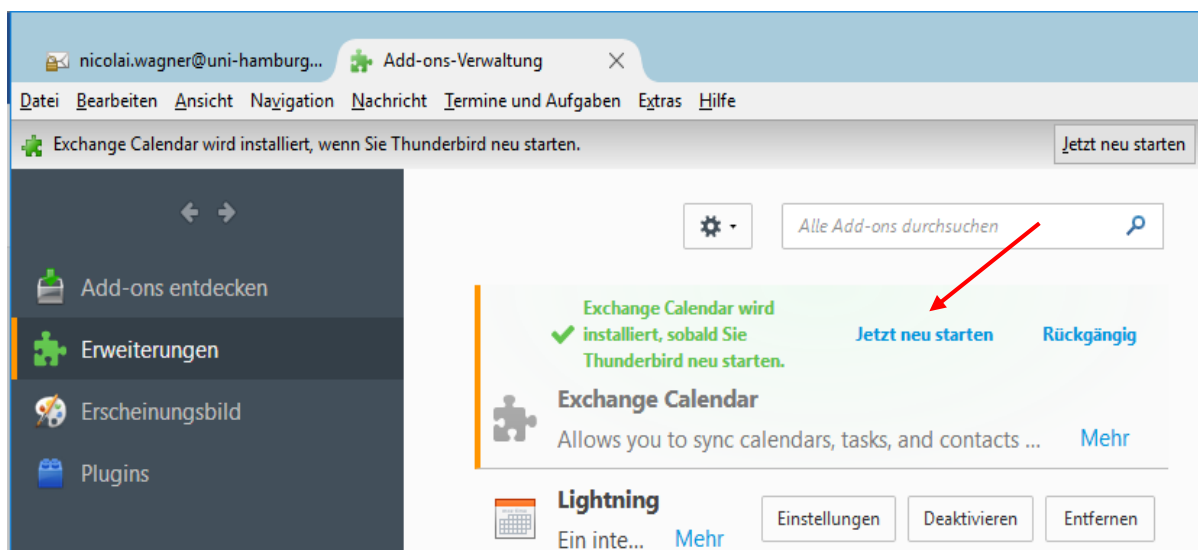 nicolai.wagner@uni-hamburg... Add-ons-Verwaltung
Datei Bearbeiten Ansicht Navigation Nachricht Termine und Aufgaben Extras Hilfe
Exchange Calendar wird installiert, wenn Sie Thunderbird neu starten. Jetzt neu starten
Alle Add-ons durchsuchen
Add-ons entdecken
Erweiterungen
Erscheinungsbild
Plugins
Exchange Calendar wird
installiert, sobald Sie
Thunderbird neu starten.
Jetzt neu starten Rückgängig
Exchange Calendar
Allows you to sync calendars, tasks, and contacts ... Mehr
Lightning
Ein inte... Mehr
Einstellungen Deaktivieren Entfernen